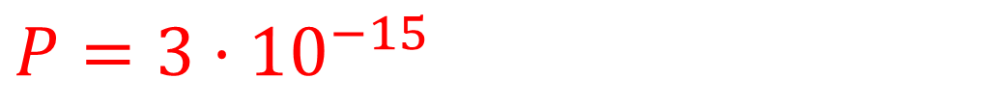 P = 3 · 10⁻¹⁵